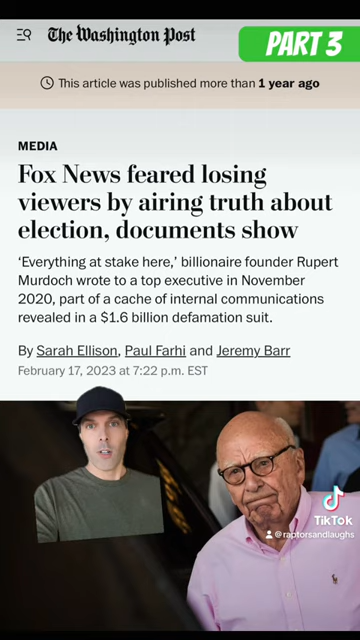 The Washington Post
PART 3
This article was published more than 1 year ago
MEDIA
Fox News feared losing
viewers by airing truth about
election, documents show
‘Everything at stake here,’ billionaire founder Rupert
Murdoch wrote to a top executive in November
2020, part of a cache of internal communications
revealed in a $1.6 billion defamation suit.
By Sarah Ellison, Paul Farhi and Jeremy Barr
February 17, 2023 at 7:22 p.m. EST
TikTok
@raptorsandlaughs